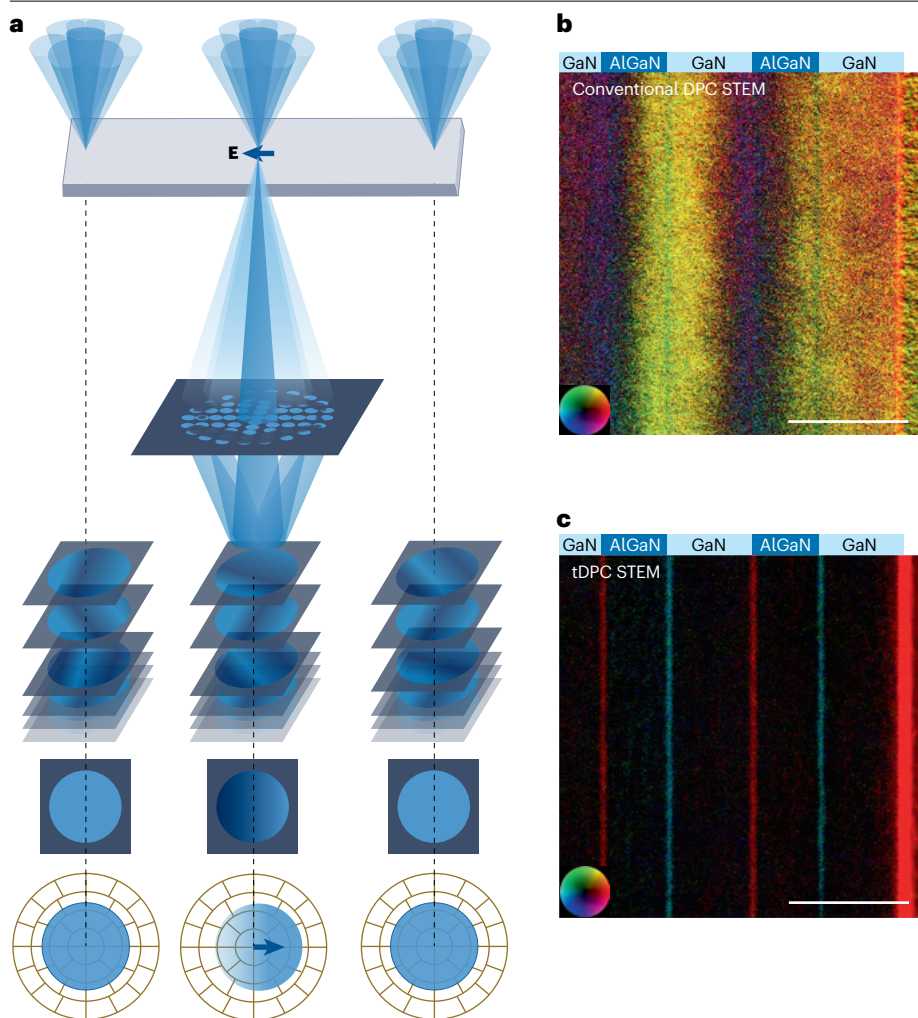 a
E
b
GaN AlGaN GaN AlGaN GaN
Conventional DPC STEM
c
GaN AlGaN GaN AlGaN GaN
tDPC STEM